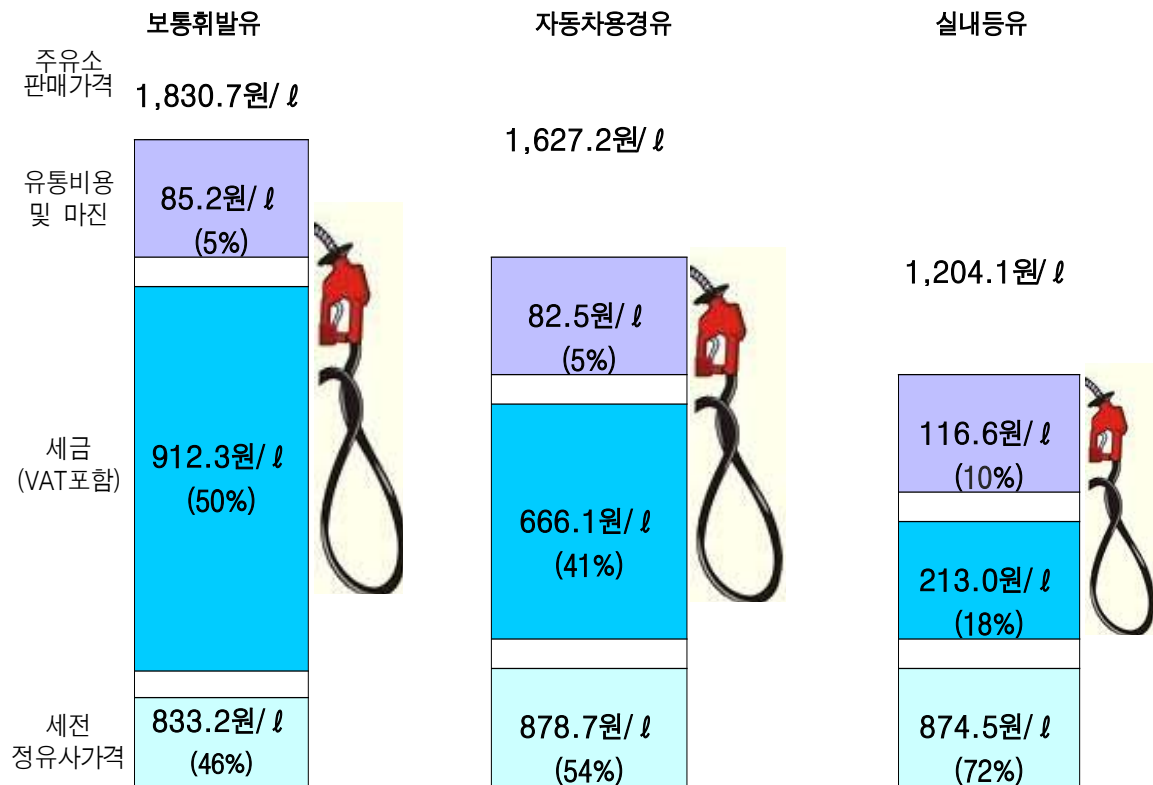 보통휘발유
자동차용경유
실내등유
주유소
판매가격
1,830.7원/ℓ
1,627.2원/ℓ
1,204.1원/ℓ
유통비용
및 마진
85.2원/ℓ
(5%)
82.5원/ℓ
(5%)
116.6원/ℓ
(10%)
세금
(VAT포함)
912.3원/ℓ
(50%)
666.1원/ℓ
(41%)
213.0원/ℓ
(18%)
세전
정유사가격
833.2원/ℓ
(46%)
878.7원/ℓ
(54%)
874.5원/ℓ
(72%)